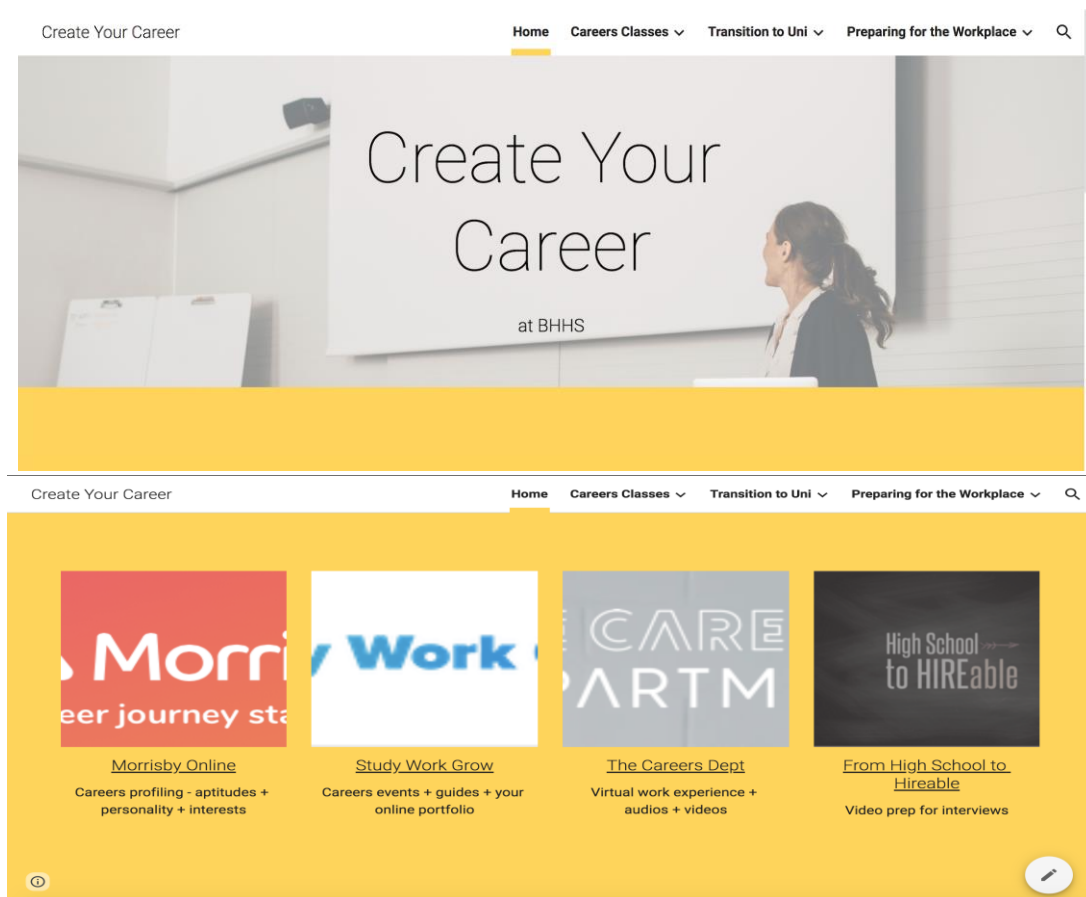 Create Your Career
Home Careers Classes Transition to Uni Preparing for the Workplace
Create Your
Career
at BHHS
Create Your Career
Home Careers Classes Transition to Uni Preparing for the Workplace
Morri
eer journey sta
y Work
E CARE
PARTM
High School
to HIREable
Morrisby Online
Careers profiling - aptitudes +
personality + interests
Study Work Grow
Careers events + guides + your
online portfolio
The Careers Dept
Virtual work experience +
audios + videos
From High School to
Hireable
Video prep for interviews